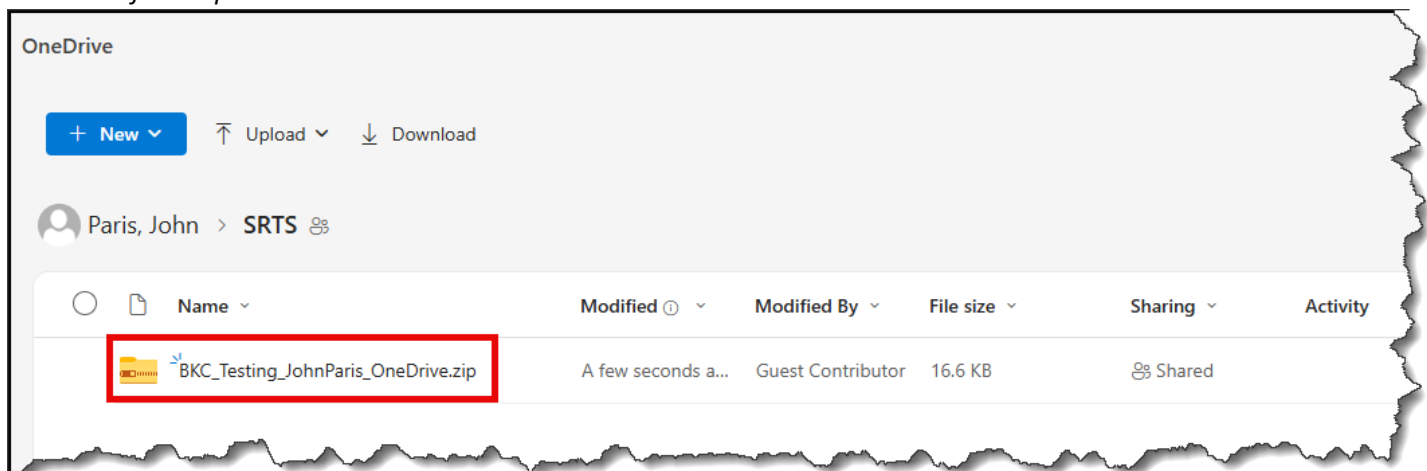 OneDrive
+ New Upload Download
Paris, John > SRTS
Name Modified Modified By File size Sharing Activity
BKC_Testing_JohnParis_OneDrive.zip A few seconds a... Guest Contributor 16.6 KB Shared